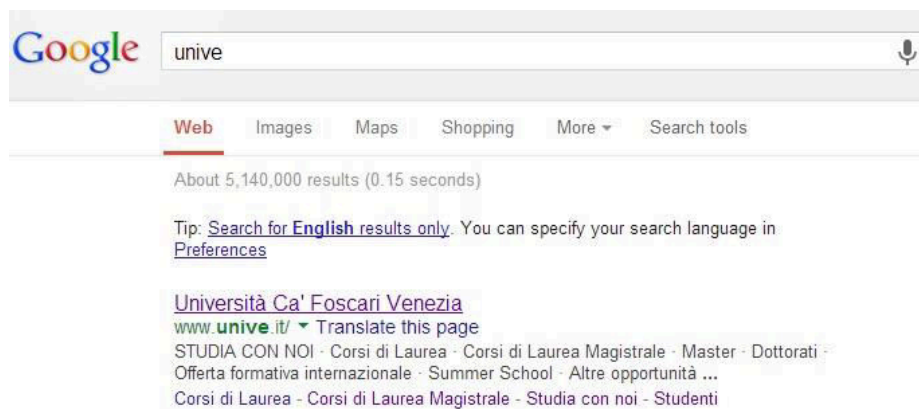 Google unive
Web Images Maps Shopping More Search tools
About 5,140,000 results (0.15 seconds)
Tip: Search for English results only. You can specify your search language in
Preferences
Università Ca' Foscari Venezia
www.unive.it/ Translate this page
STUDIA CON NOI · Corsi di Laurea · Corsi di Laurea Magistrale · Master · Dottorati ·
Offerta formativa internazionale · Summer School · Altre opportunità ...
Corsi di Laurea - Corsi di Laurea Magistrale - Studia con noi - Studenti